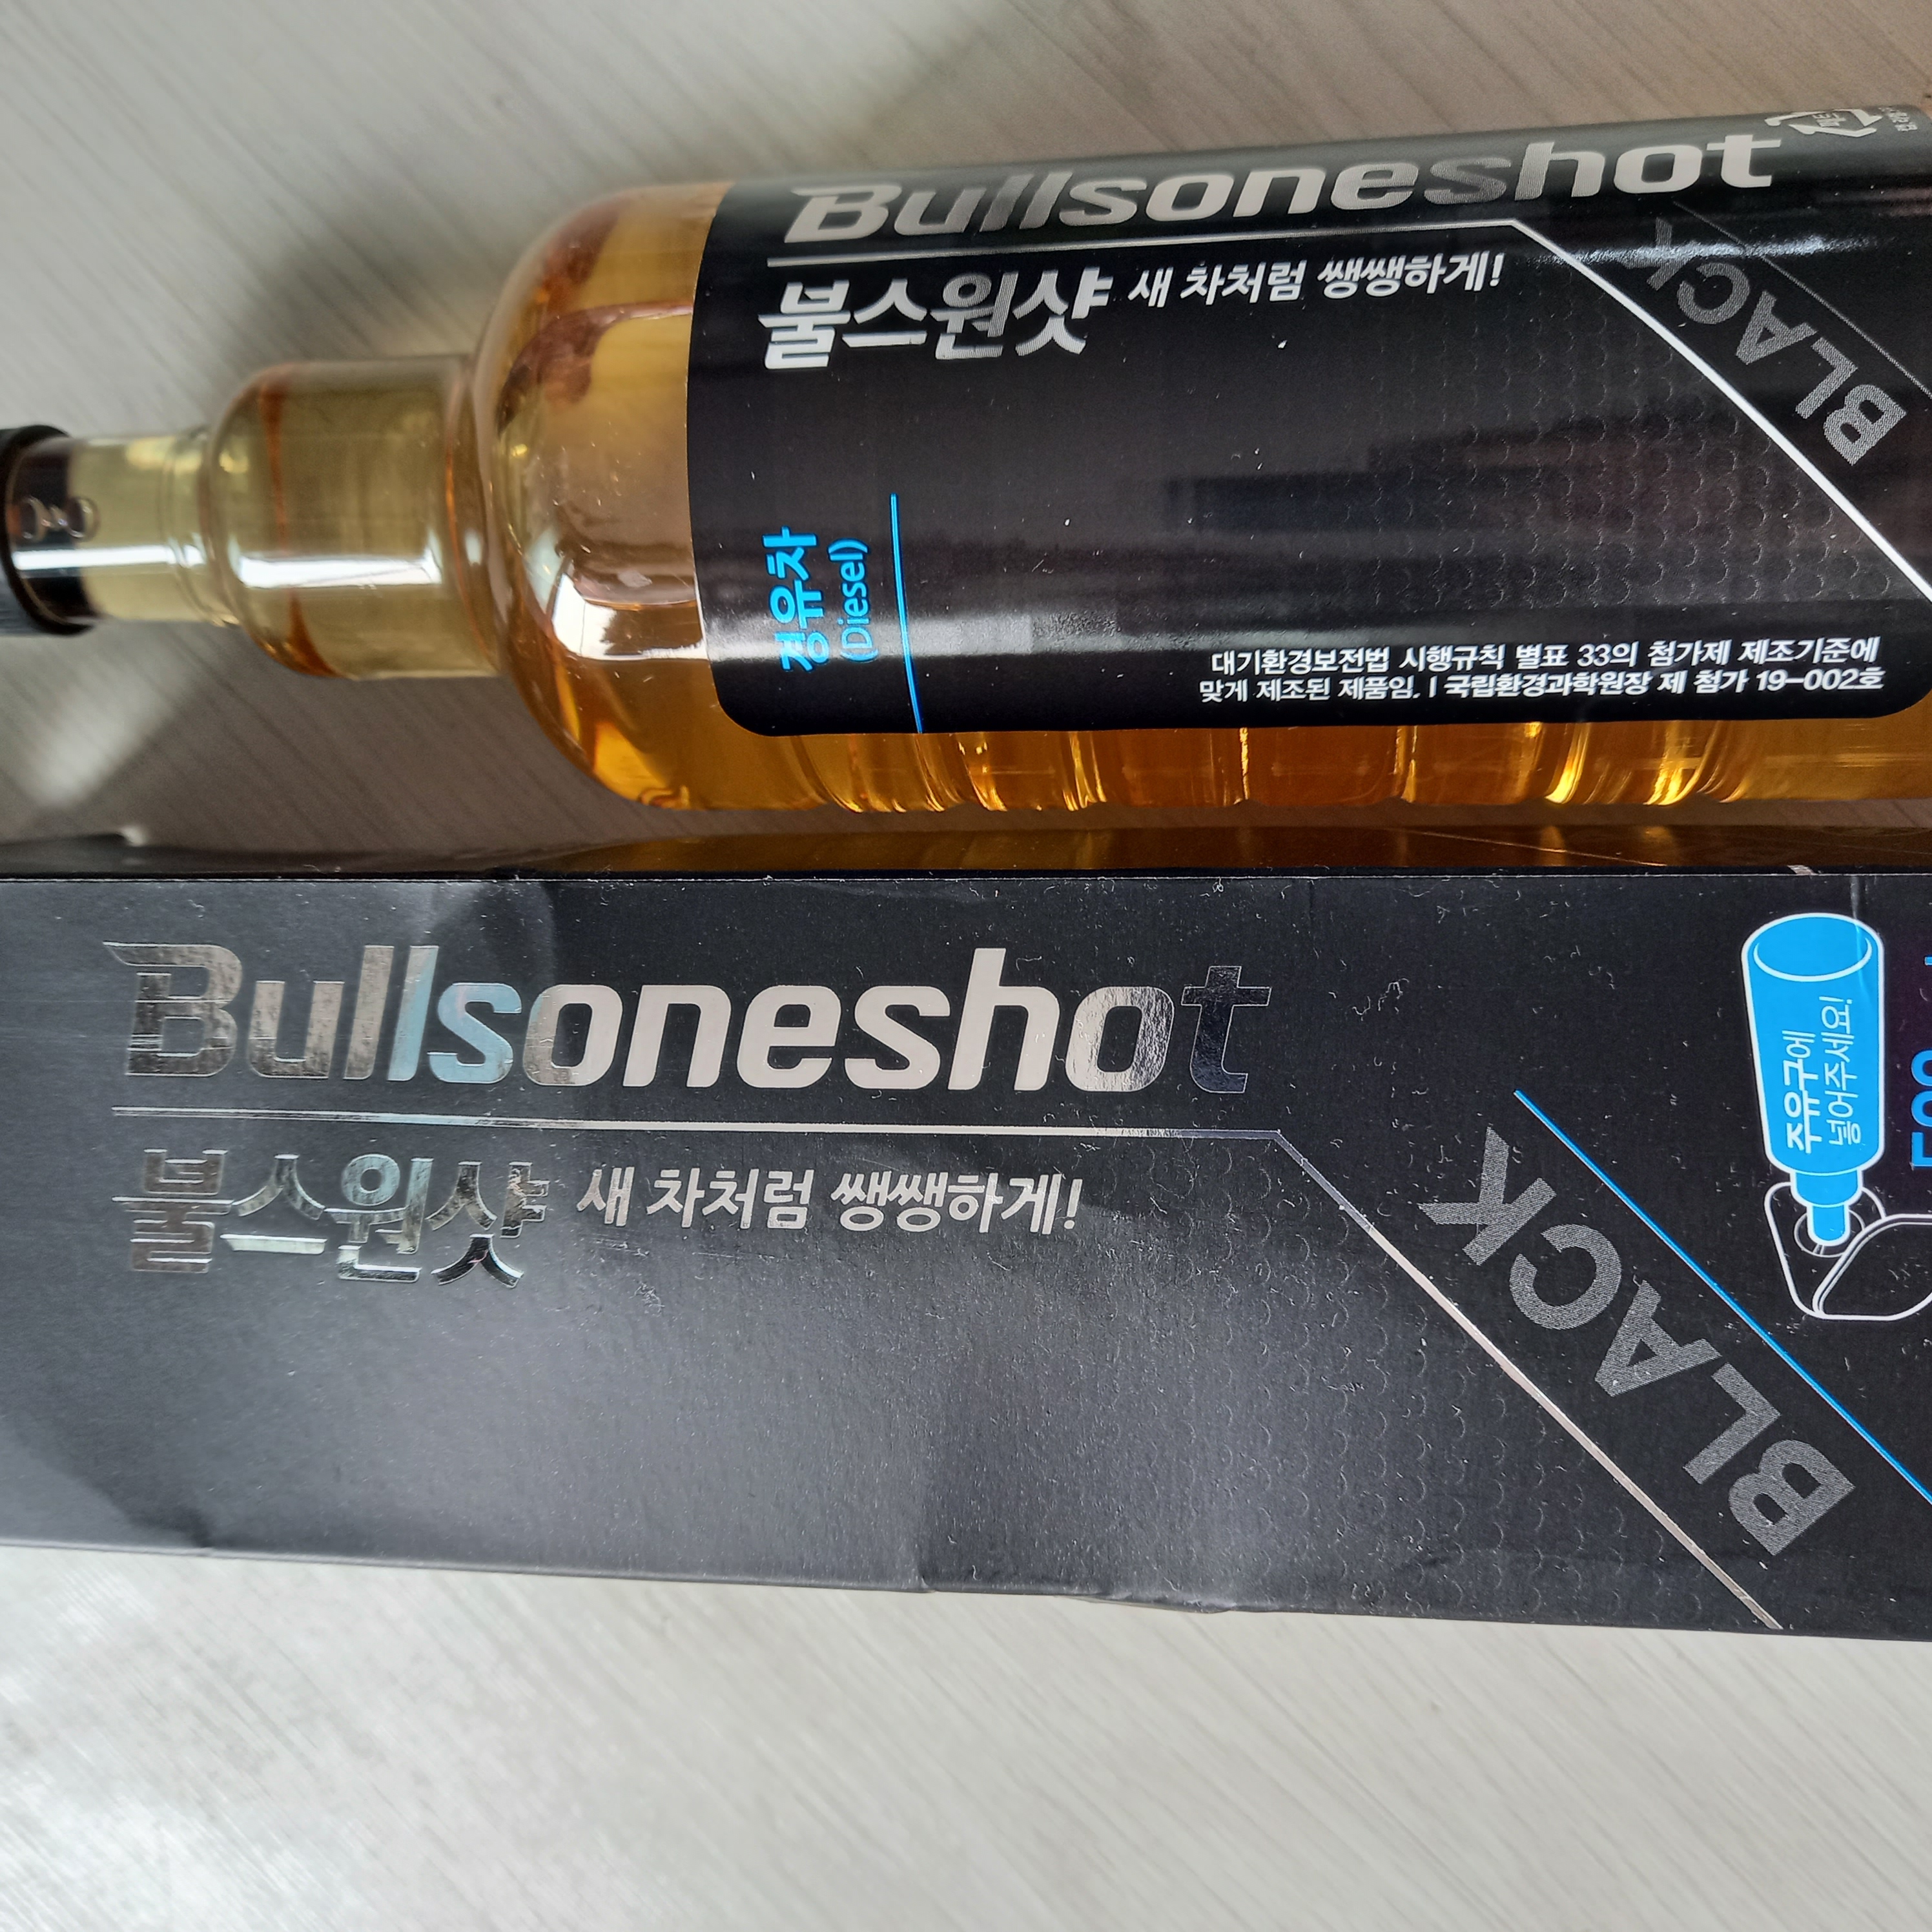 Bullsoneshot
불스원샷 새 차처럼 쌩쌩하게!
BLACK
경유차
(Diesel)
대기환경보전법 시행규칙 별표 33의 첨가제 제조기준에
맞게 제조된 제품임. | 국립환경과학원장 제 첨가 19-002호
Bullsoneshot
불스원샷 새 차처럼 쌩쌩하게!
BLACK
주유구에
넣어주세요!